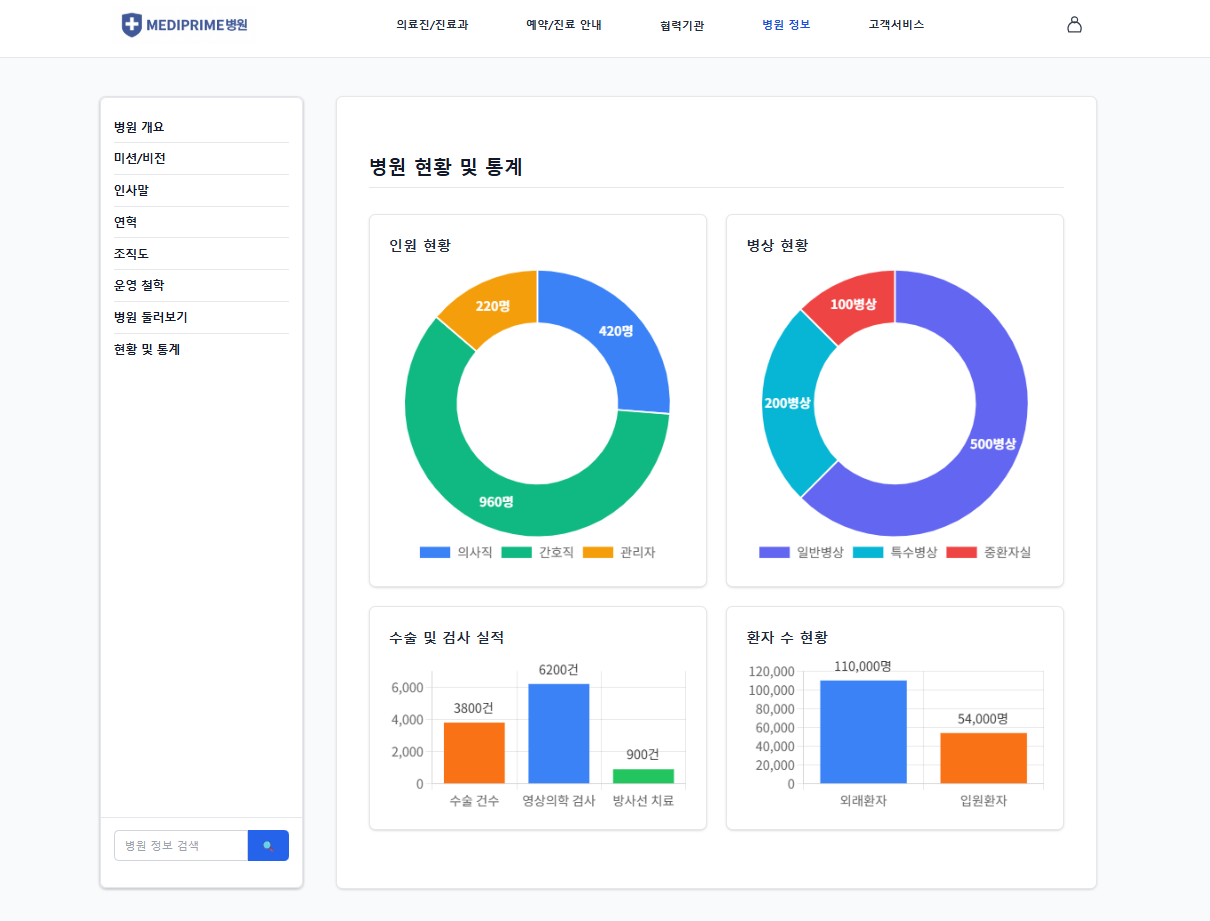 MEDIPRIME병원 의료진/진료과 예약/진료 안내 협력기관 병원 정보 고객서비스
병원 개요
미션/비전
인사말
연혁
조직도
운영 철학
병원 둘러보기
현황 및 통계
병원 정보 검색
병원 현황 및 통계
인원 현황
220명
420명
960명
의사직 간호직 관리자
병상 현황
100병상
200병상
500병상
일반병상 특수병상 중환자실
수술 및 검사 실적
6200건
6,000
3800건
4,000
900건
2,000
0
수술 건수 영상의학 검사 방사선 치료
환자 수 현황
110,000명
120,000
100,000
80,000
54,000명
60,000
40,000
20,000
0
외래환자 입원환자